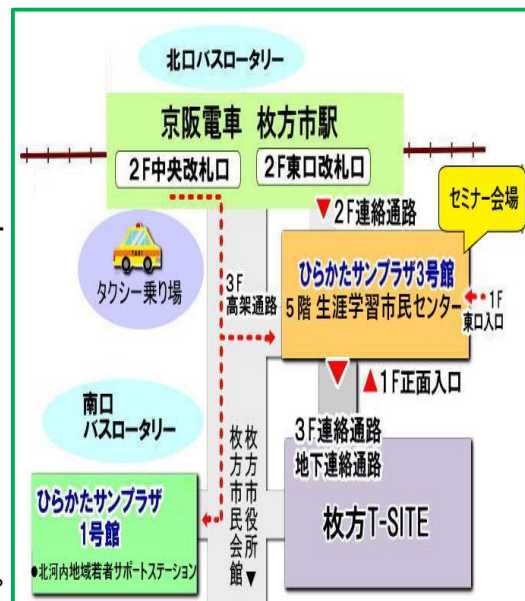 北口バスロータリー
京阪電車 枚方市駅
2F中央改札口
2F東口改札口
セミナー会場
▼2F連絡通路
TAXI
タクシー乗り場
3F
高架通路
ひらかたサンプラザ3号館
5階 生涯学習市民センター
1F
東口入口
▲1F正面入口
南口
バスロータリー
3F連絡通路
地下連絡通路
枚方市役所▼
枚方市民会館
ひらかたサンプラザ
1号館
●北河内地域若者サポートステーション
枚方T-SITE